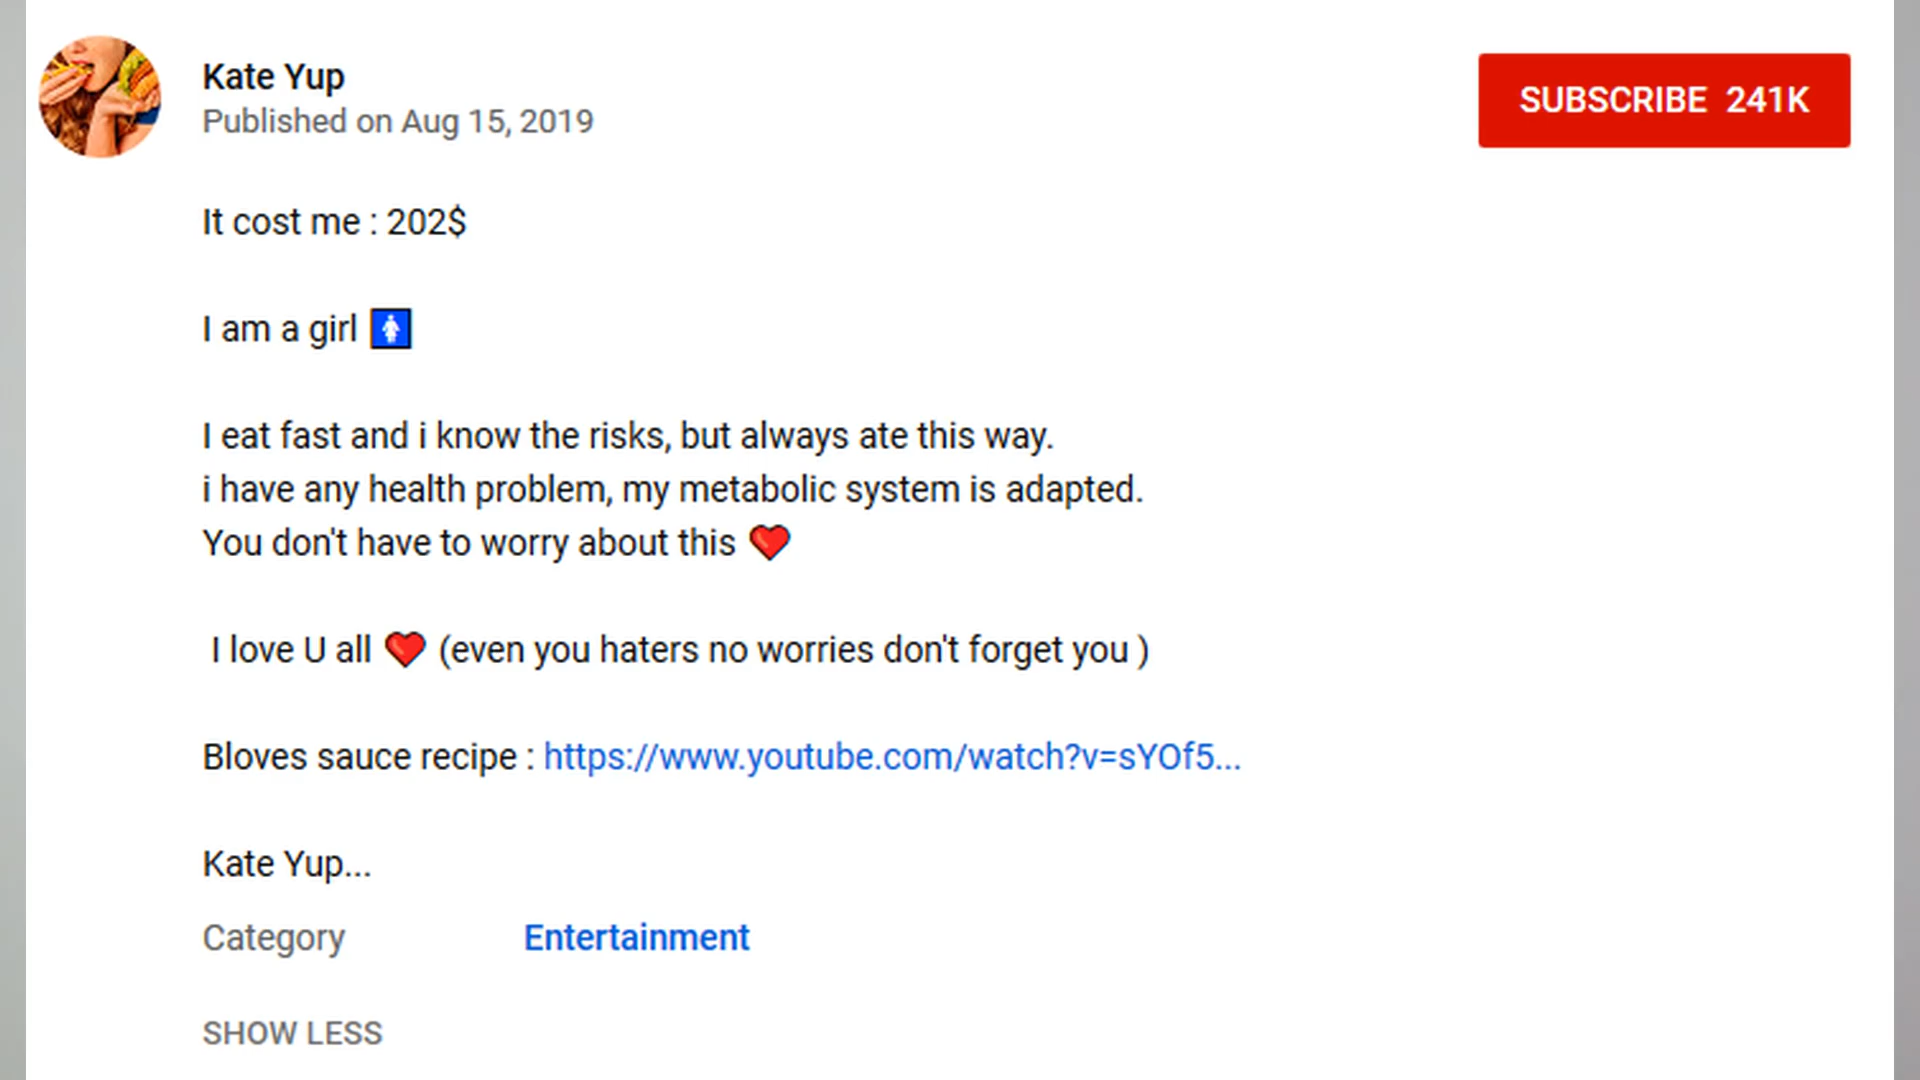 Kate Yup
Published on Aug 15, 2019
SUBSCRIBE 241K
It cost me : 202$
I am a girl 🚺
I eat fast and i know the risks, but always ate this way.
i have any health problem, my metabolic system is adapted.
You don't have to worry about this ❤️
I love U all ❤️ (even you haters no worries don't forget you )
Bloves sauce recipe : https://www.youtube.com/watch?v=sYOf5...
Kate Yup...
Category Entertainment
SHOW LESS